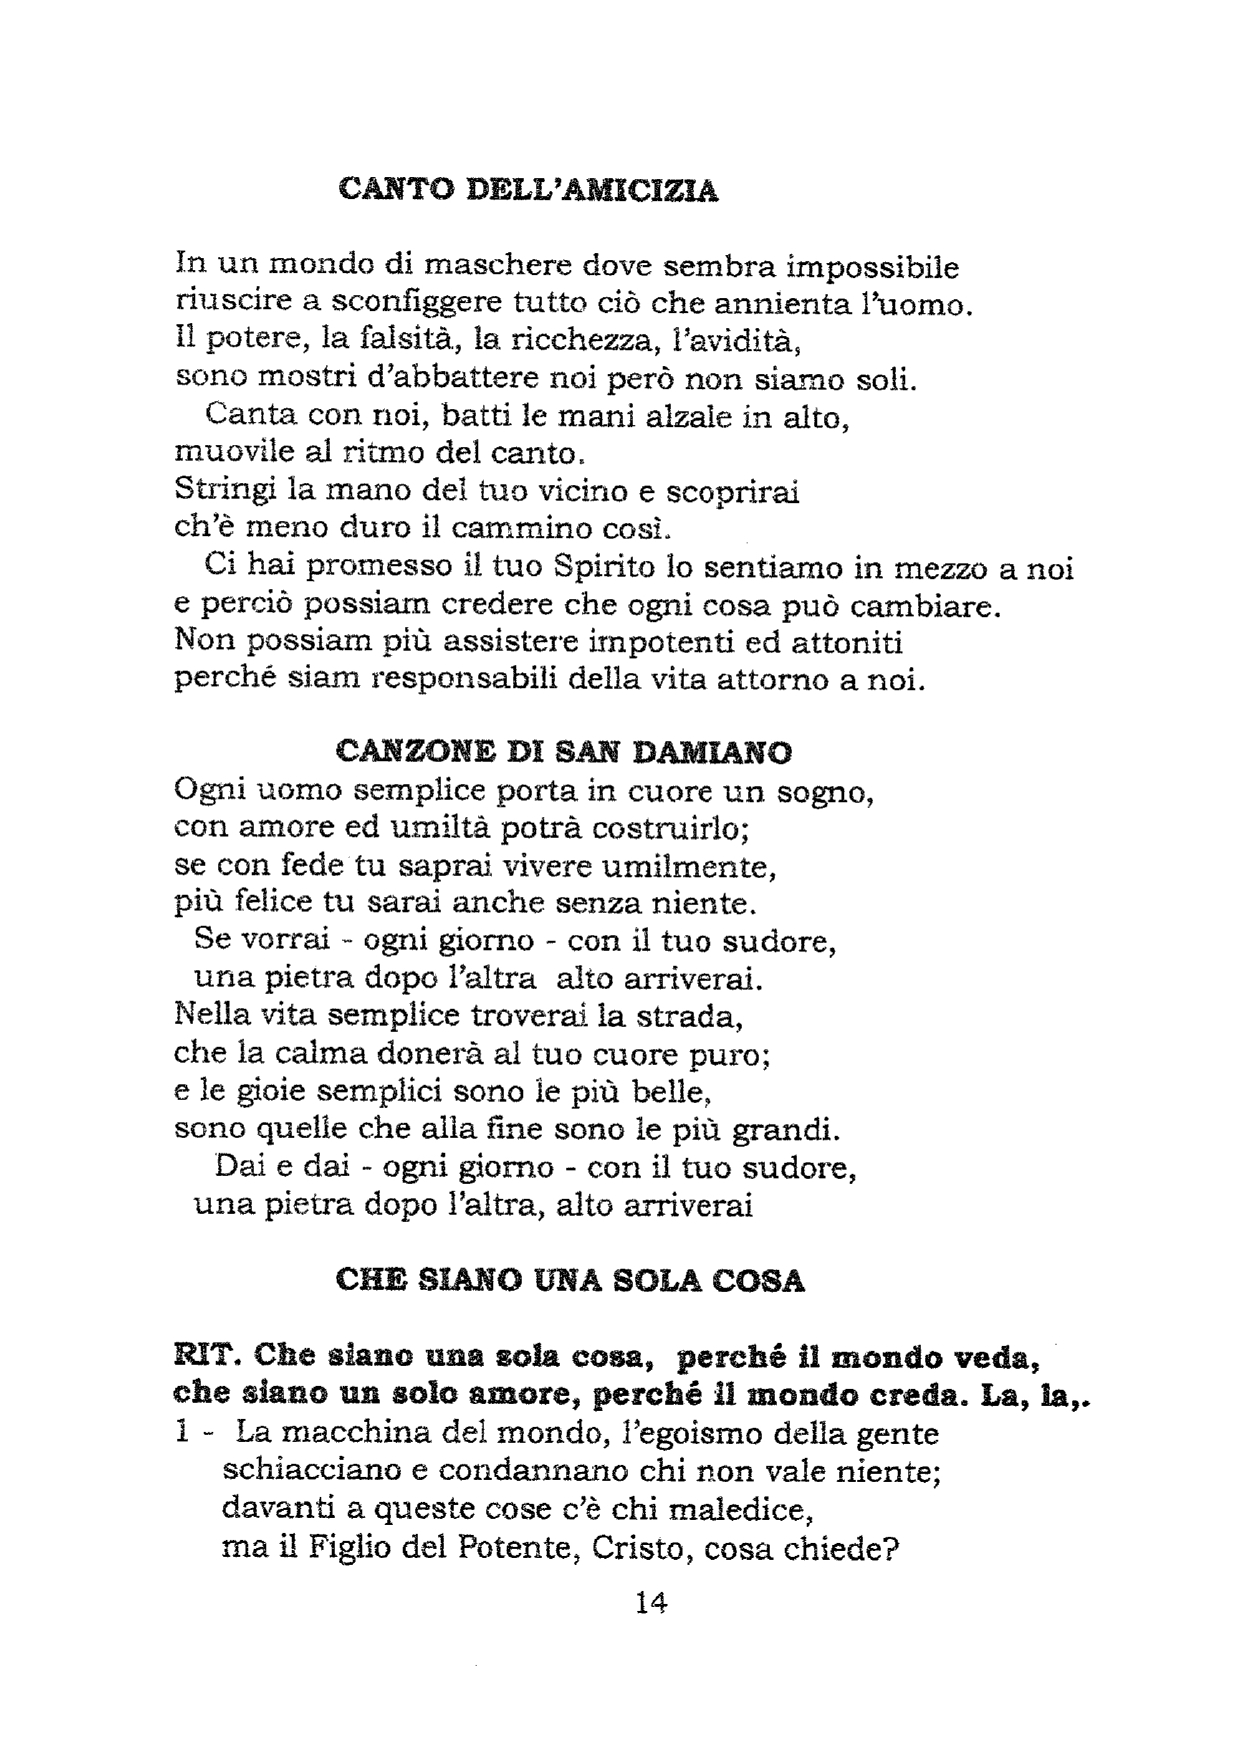 CANTO DELL'AMICIZIA
In un mondo di maschere dove sembra impossibile
riuscire a sconfiggere tutto ciò che annienta l'uomo.
Il potere, la falsità, la ricchezza, l'avidità,
sono mostri d'abbattere noi però non siamo soli.
Canta con noi, batti le mani alzale in alto,
muovile al ritmo del canto.
Stringi la mano del tuo vicino e scoprirai
ch'è meno duro il cammino così.
Ci hai promesso il tuo Spirito lo sentiamo in mezzo a noi
e perciò possiam credere che ogni cosa può cambiare.
Non possiam più assistere impotenti ed attoniti
perché siam responsabili della vita attorno a noi.
CANZONE DI SAN DAMIANO
Ogni uomo semplice porta in cuore un sogno,
con amore ed umiltà potrà costruirlo;
se con fede tu saprai vivere umilmente,
più felice tu sarai anche senza niente.
Se vorrai - ogni giorno - con il tuo sudore,
una pietra dopo l'altra alto arriverai.
Nella vita semplice troverai la strada,
che la calma donerà al tuo cuore puro;
e le gioie semplici sono le più belle,
sono quelle che alla fine sono le più grandi.
Dai e dai - ogni giorno - con il tuo sudore,
una pietra dopo l'altra, alto arriverai
CHE SIANO UNA SOLA COSA
RIT. Che siano una sola cosa, perché il mondo veda,
che siano un solo amore, perché il mondo creda. La, la,.
1 - La macchina del mondo, l'egoismo della gente
schiacciano e condannano chi non vale niente;
davanti a queste cose c'è chi maledice,
ma il Figlio del Potente, Cristo, cosa chiede?
14